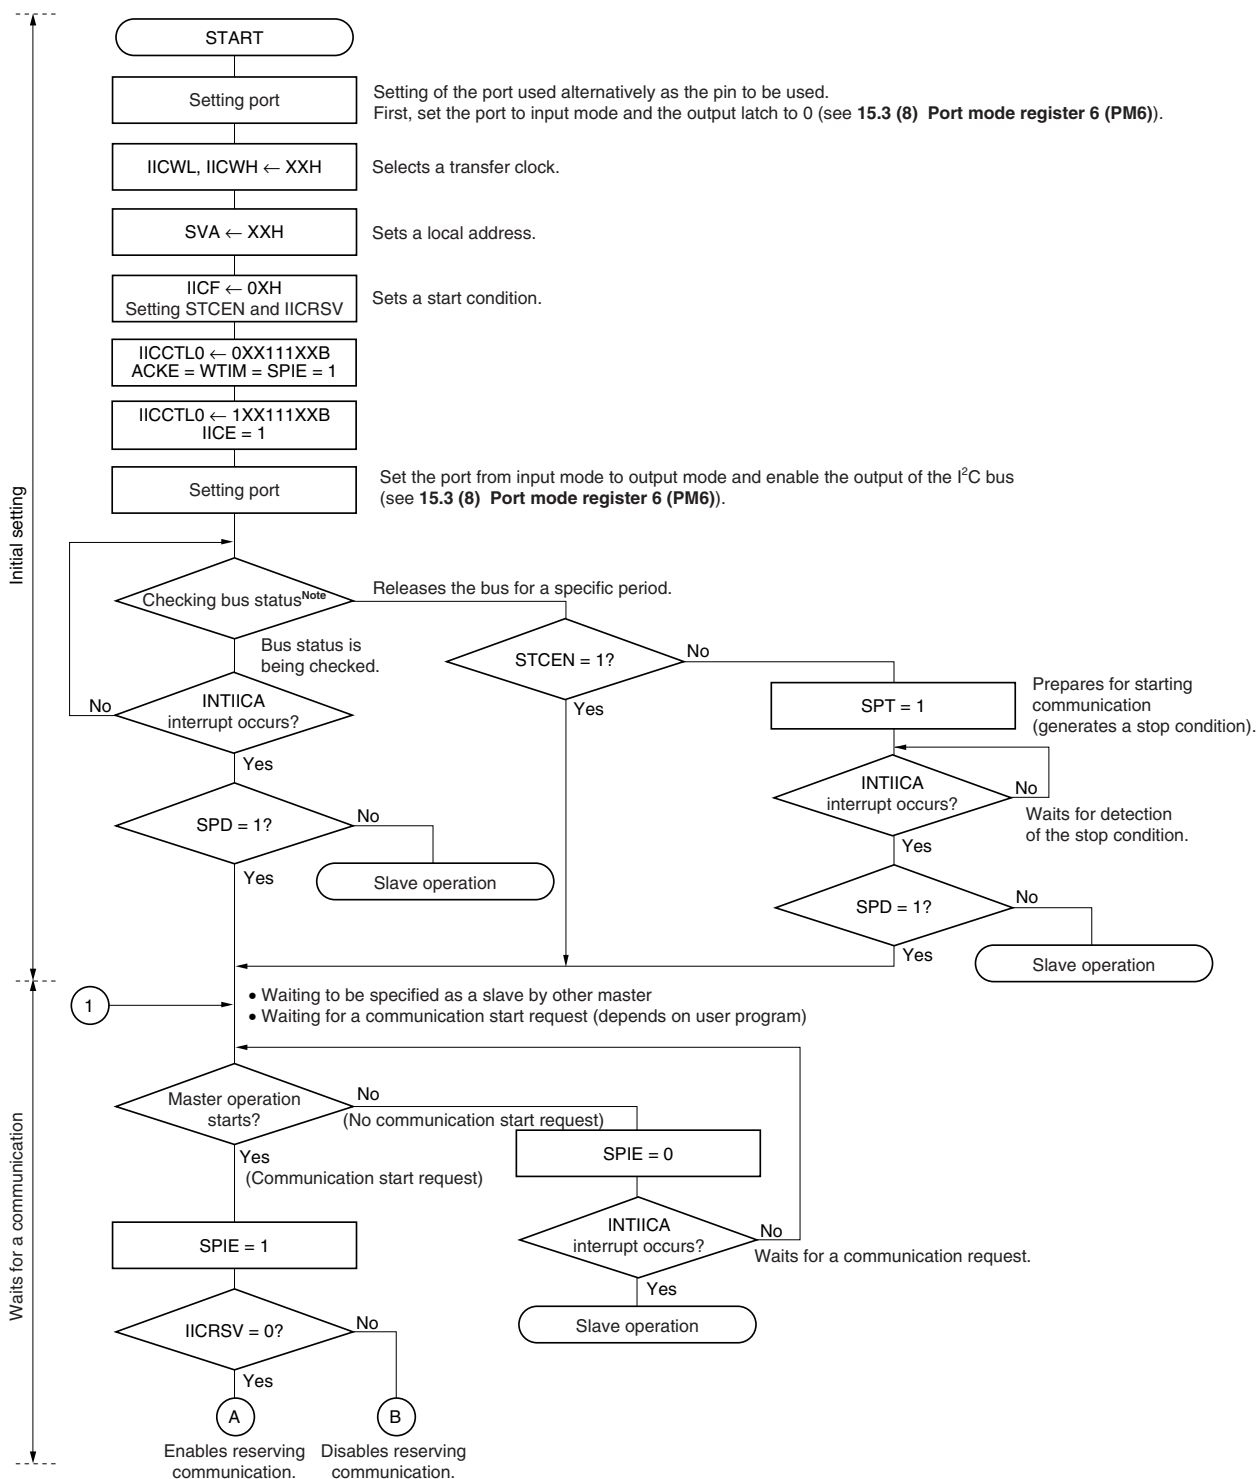 START
Setting port
Setting of the port used alternatively as the pin to be used.
First, set the port to input mode and the output latch to 0 (see 15.3 (8) Port mode register 6 (PM6)).
IICWL, IICWH ← XXH
Selects a transfer clock.
SVA ← XXH
Sets a local address.
IICF ← 0XH
Setting STCEN and IICRSV
Sets a start condition.
IICCTL0 ← 0XX111XXB
ACKE = WTIM = SPIE = 1
IICCTL0 ← 1XX111XXB
IICE = 1
Setting port
Set the port from input mode to output mode and enable the output of the I²C bus
(see 15.3 (8) Port mode register 6 (PM6)).
Initial setting
Checking bus status Note
Releases the bus for a specific period.
Bus status is
being checked.
STCEN = 1?
No
Yes
SPT = 1
Prepares for starting
communication
(generates a stop condition).
INTIICA
interrupt occurs?
No
Yes
INTIICA
interrupt occurs?
No
Waits for detection
of the stop condition.
Yes
SPD = 1?
No
Yes
Slave operation
SPD = 1?
No
Yes
Slave operation
1
• Waiting to be specified as a slave by other master
• Waiting for a communication start request (depends on user program)
Waits for a communication
Master operation
starts?
No
(No communication start request)
Yes
(Communication start request)
SPIE = 0
SPIE = 1
INTIICA
interrupt occurs?
No
Waits for a communication request.
Yes
Slave operation
IICRSV = 0?
No
Yes
A
B
Enables reserving
communication.
Disables reserving
communication.